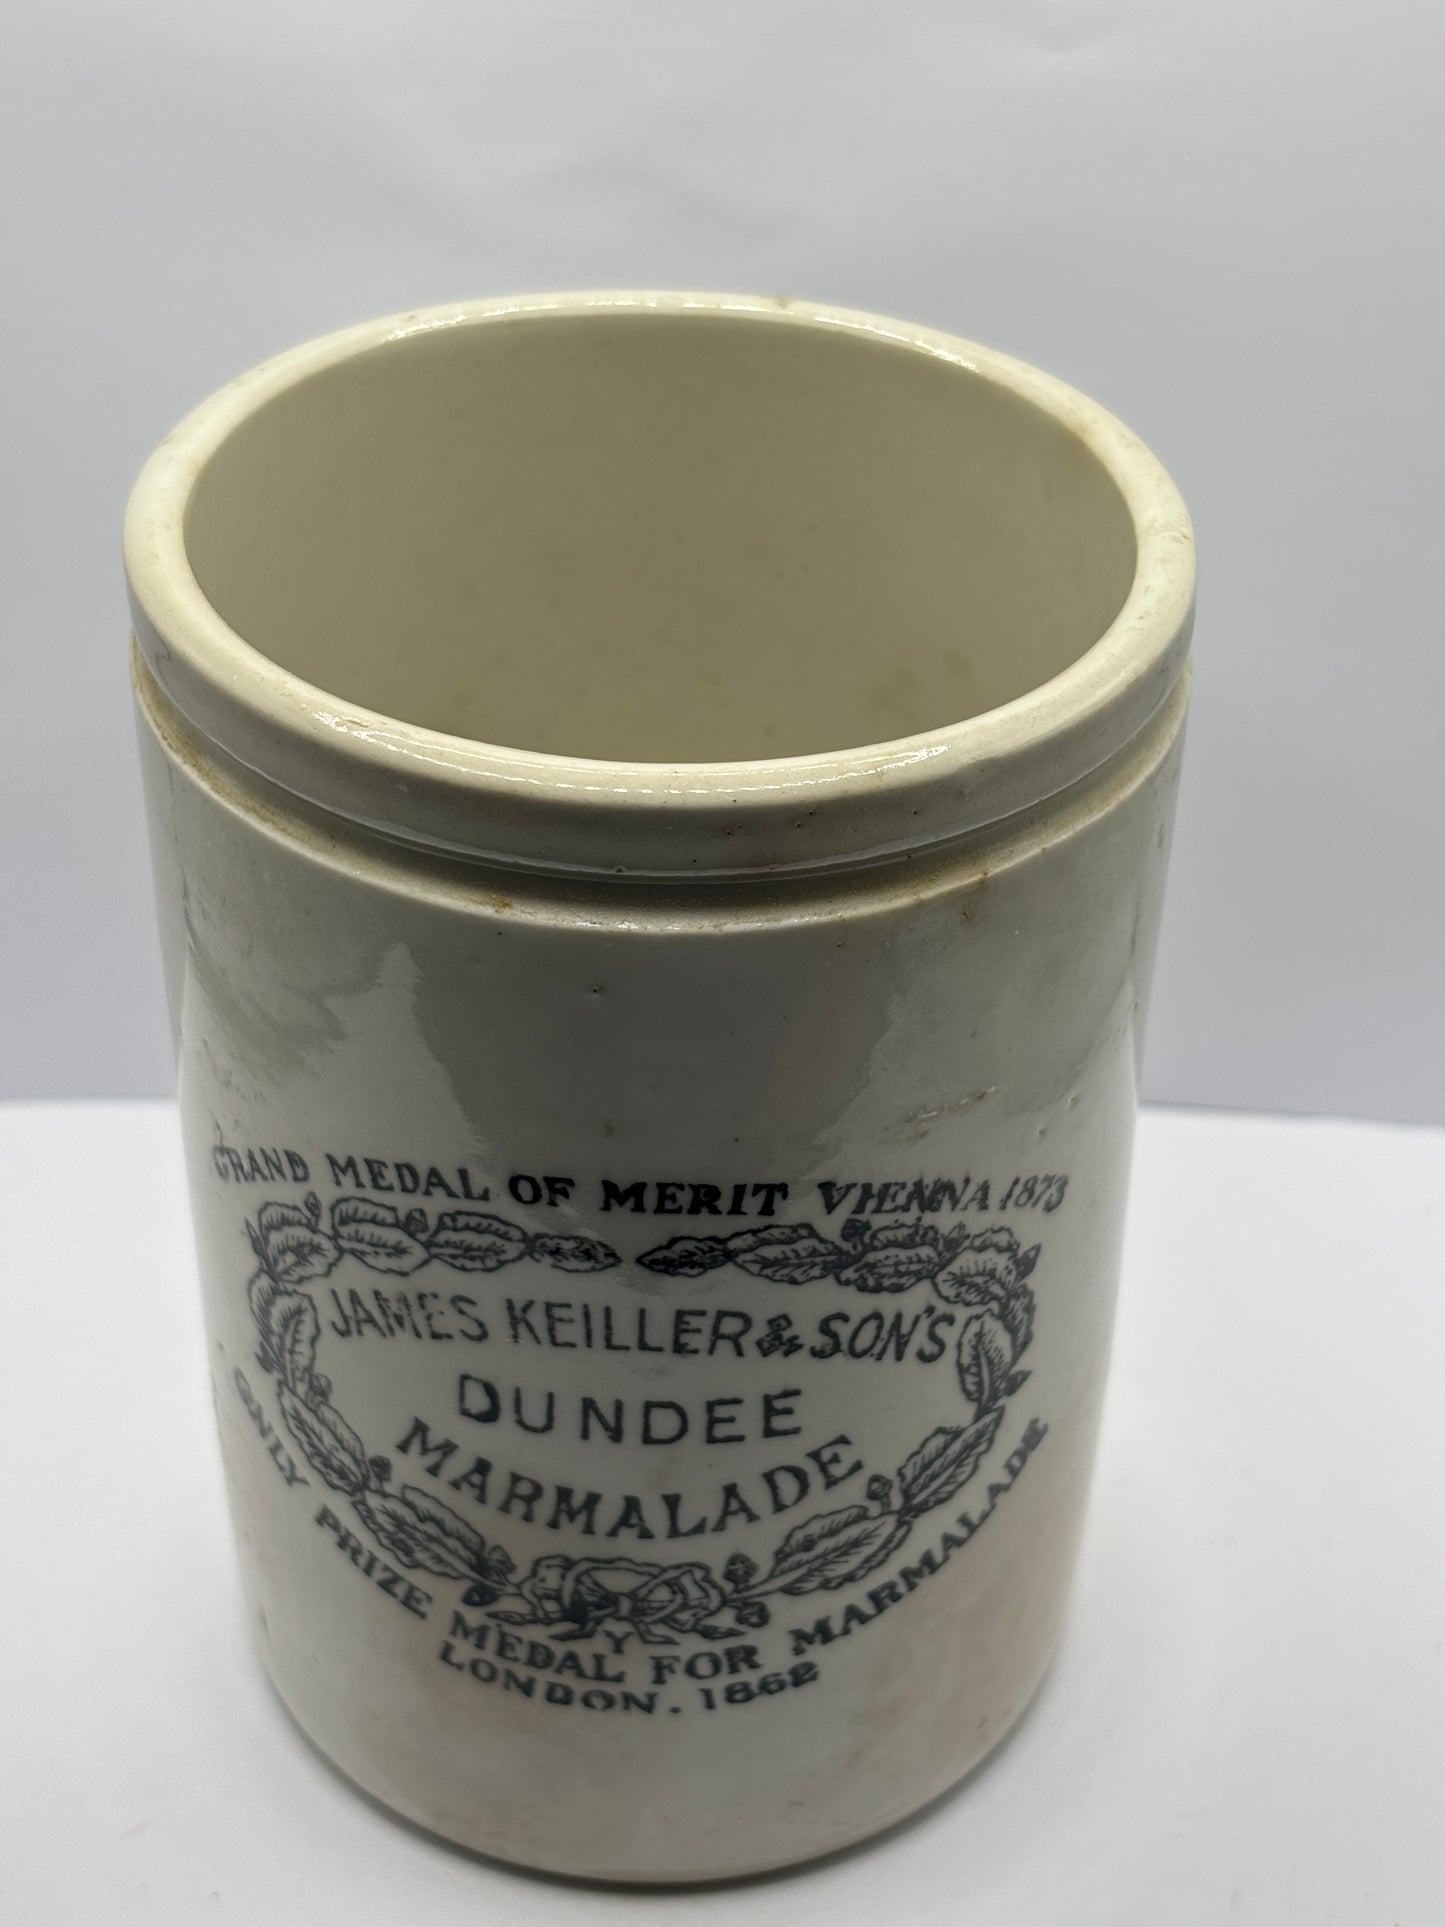 GRAND MEDAL OF MERIT VIENNA 1873
JAMES KEILLER & SON'S
DUNDEE
MARMALADE
Y
ONLY PRIZE MEDAL FOR MARMALADE
LONDON. 1862